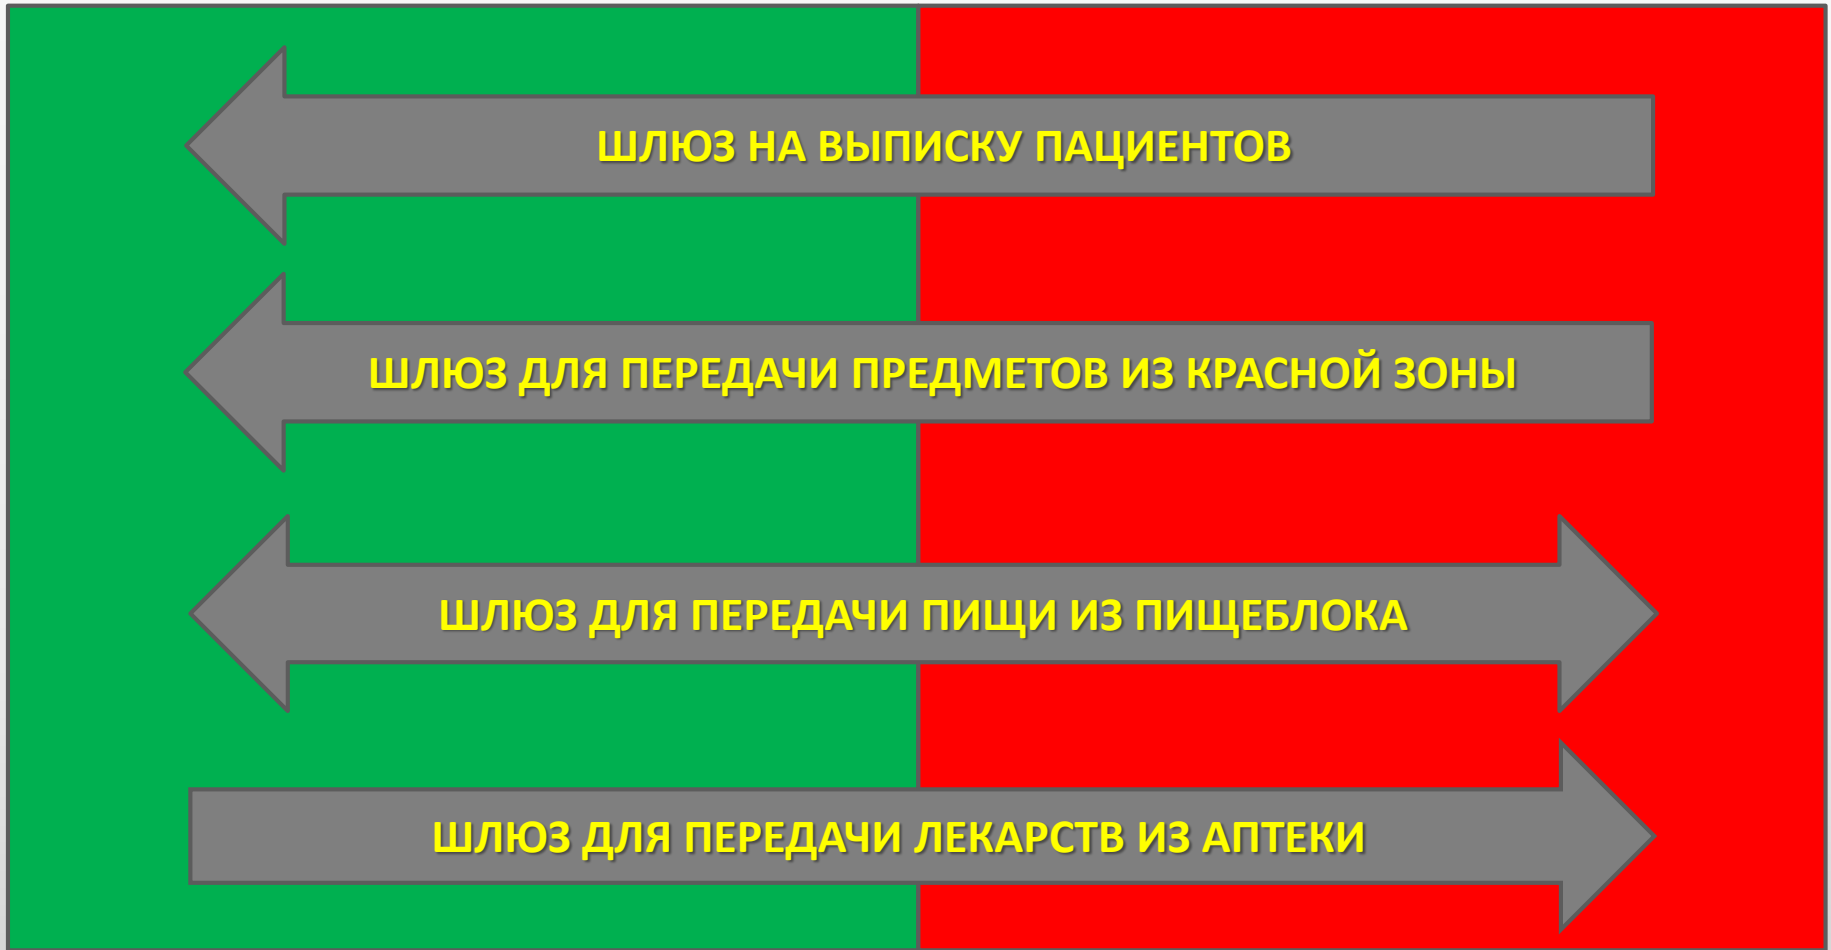 ШЛЮЗ НА ВЫПИСКУ ПАЦИЕНТОВ
ШЛЮЗ ДЛЯ ПЕРЕДАЧИ ПРЕДМЕТОВ ИЗ КРАСНОЙ ЗОНЫ
ШЛЮЗ ДЛЯ ПЕРЕДАЧИ ПИЩИ ИЗ ПИЩЕБЛОКА
ШЛЮЗ ДЛЯ ПЕРЕДАЧИ ЛЕКАРСТВ ИЗ АПТЕКИ